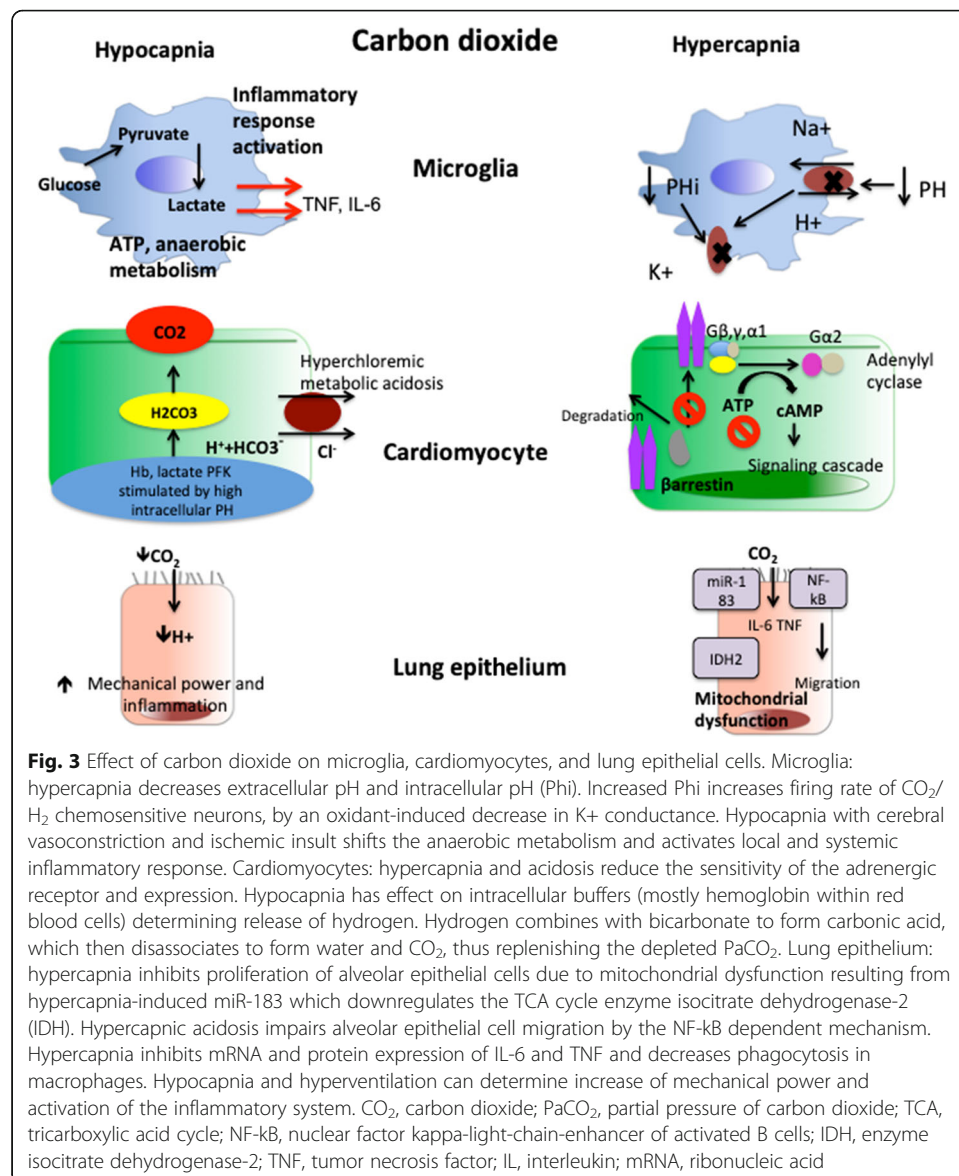 Carbon dioxide
Hypocapnia
Hypercapnia
Inflammatory
response
activation
Pyruvate
Glucose
Lactate
TNF, IL-6
ATP, anaerobic
metabolism
Microglia
Na+
PHi
PH
H+
K+
CO2
H2CO3
H⁺+HCO3⁻
Hyperchloremic
metabolic acidosis
Cl⁻
Hb, lactate PFK
stimulated by high
intracellular PH
Cardiomyocyte
Gβ,γ,α1
Gα2
Adenylyl
cyclase
Degradation
ATP
cAMP
Signaling cascade
βarrestin
CO₂
H+
Mechanical power and
inflammation
Lung epithelium
CO₂
miR-1
83
NF-
kB
IL-6 TNF
IDH2
Migration
Mitochondrial
dysfunction
Fig. 3 Effect of carbon dioxide on microglia, cardiomyocytes, and lung epithelial cells. Microglia:
hypercapnia decreases extracellular pH and intracellular pH (Phi). Increased Phi increases firing rate of CO₂/
H₂ chemosensitive neurons, by an oxidant-induced decrease in K+ conductance. Hypocapnia with cerebral
vasoconstriction and ischemic insult shifts the anaerobic metabolism and activates local and systemic
inflammatory response. Cardiomyocytes: hypercapnia and acidosis reduce the sensitivity of the adrenergic
receptor and expression. Hypocapnia has effect on intracellular buffers (mostly hemoglobin within red
blood cells) determining release of hydrogen. Hydrogen combines with bicarbonate to form carbonic acid,
which then disassociates to form water and CO₂, thus replenishing the depleted PaCO₂. Lung epithelium:
hypercapnia inhibits proliferation of alveolar epithelial cells due to mitochondrial dysfunction resulting from
hypercapnia-induced miR-183 which downregulates the TCA cycle enzyme isocitrate dehydrogenase-2
(IDH). Hypercapnic acidosis impairs alveolar epithelial cell migration by the NF-kB dependent mechanism.
Hypercapnia inhibits mRNA and protein expression of IL-6 and TNF and decreases phagocytosis in
macrophages. Hypocapnia and hyperventilation can determine increase of mechanical power and
activation of the inflammatory system. CO₂, carbon dioxide; PaCO₂, partial pressure of carbon dioxide; TCA,
tricarboxylic acid cycle; NF-kB, nuclear factor kappa-light-chain-enhancer of activated B cells; IDH, enzyme
isocitrate dehydrogenase-2; TNF, tumor necrosis factor; IL, interleukin; mRNA, ribonucleic acid